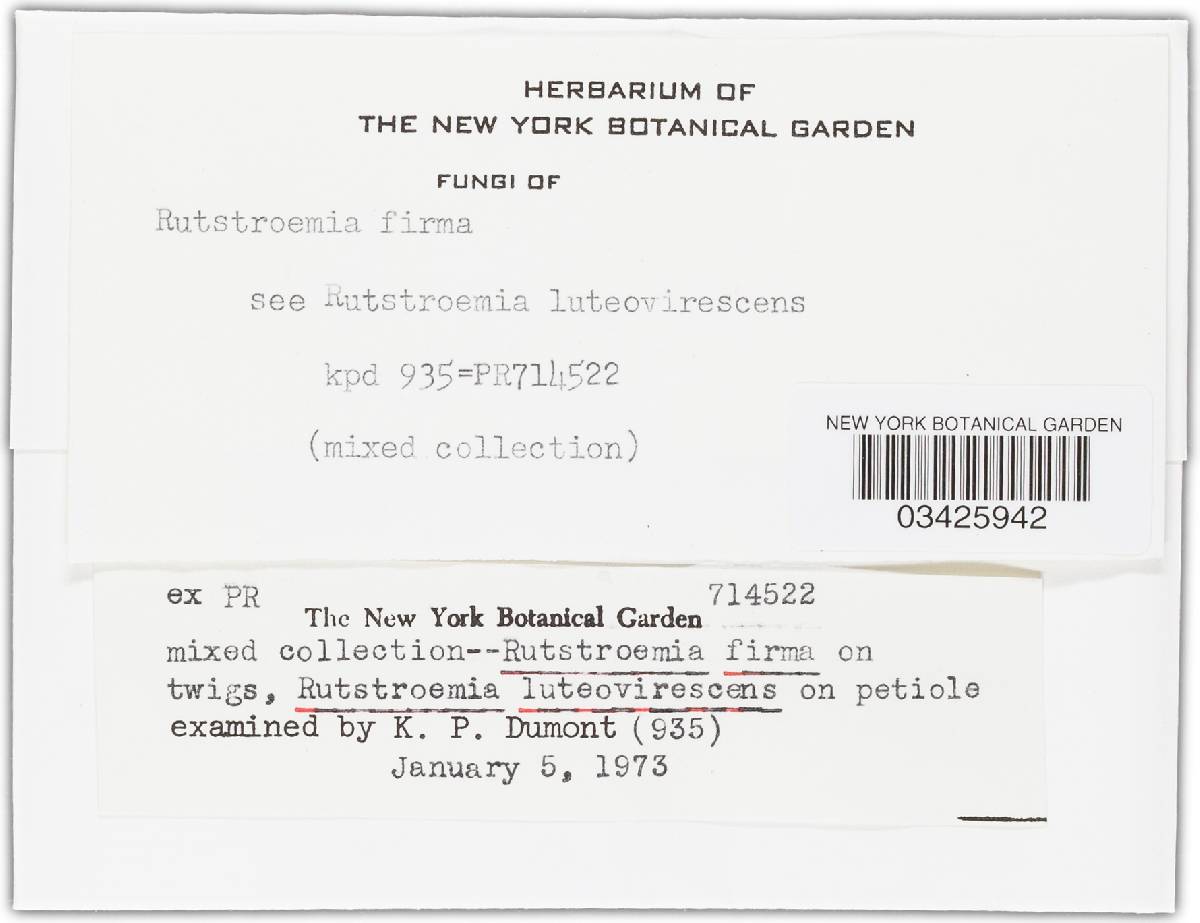 HERBARIUM OF
THE NEW YORK BOTANICAL GARDEN
FUNGI OF
Rutstroemia firma
see Rutstroemia luteovirescens
kpd 935=PR714522
(mixed collection)
NEW YORK BOTANICAL GARDEN
03425942
ex PR 714522
The New York Botanical Garden
mixed collection--Rutstroemia firma on
twigs, Rutstroemia luteovirescens on petiole
examined by K. P. Dumont (935)
January 5, 1973